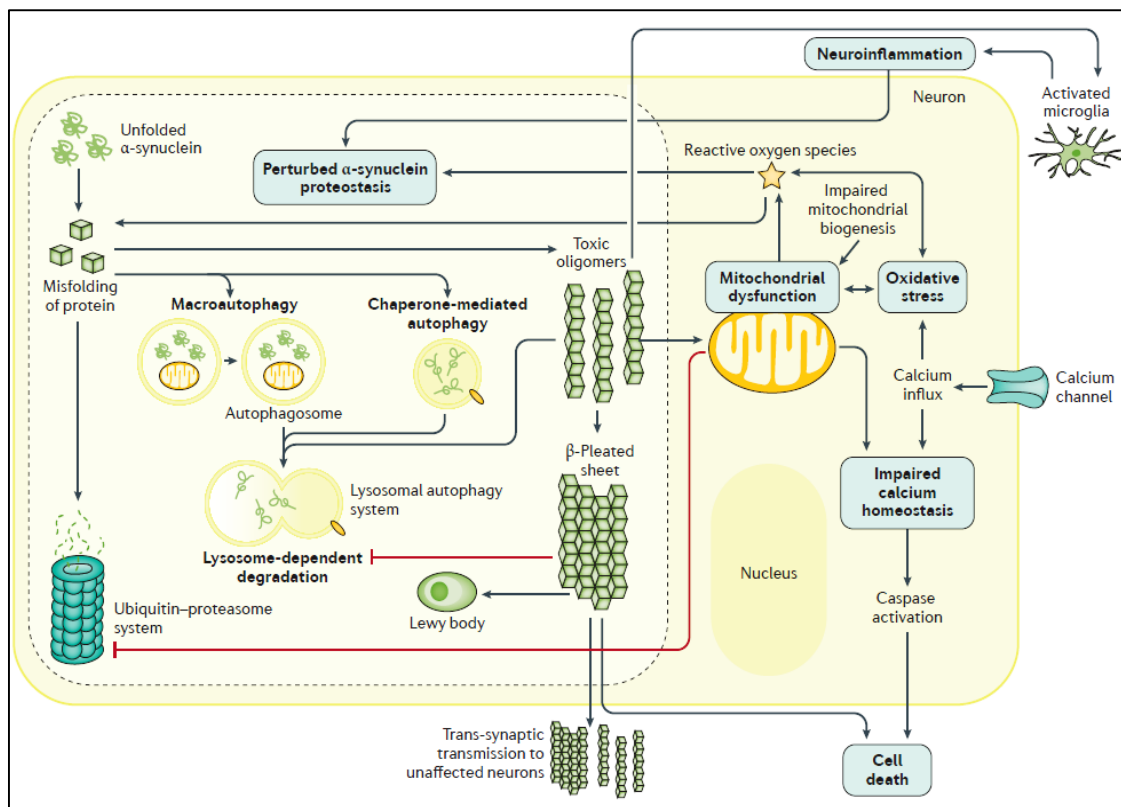 Neuroinflammation
Neuron
Activated
microglia
Unfolded
α-synuclein
Perturbed α-synuclein
proteostasis
Reactive oxygen species
Impaired
mitochondrial
biogenesis
Misfolding
of protein
Toxic
oligomers
Mitochondrial
dysfunction
Oxidative
stress
Macroautophagy
Chaperone-mediated
autophagy
Autophagosome
Calcium
influx
Calcium
channel
β-Pleated
sheet
Lysosomal autophagy
system
Lysosome-dependent
degradation
Impaired
calcium
homeostasis
Nucleus
Lewy body
Ubiquitin–proteasome
system
Caspase
activation
Trans-synaptic
transmission to
unaffected neurons
Cell
death